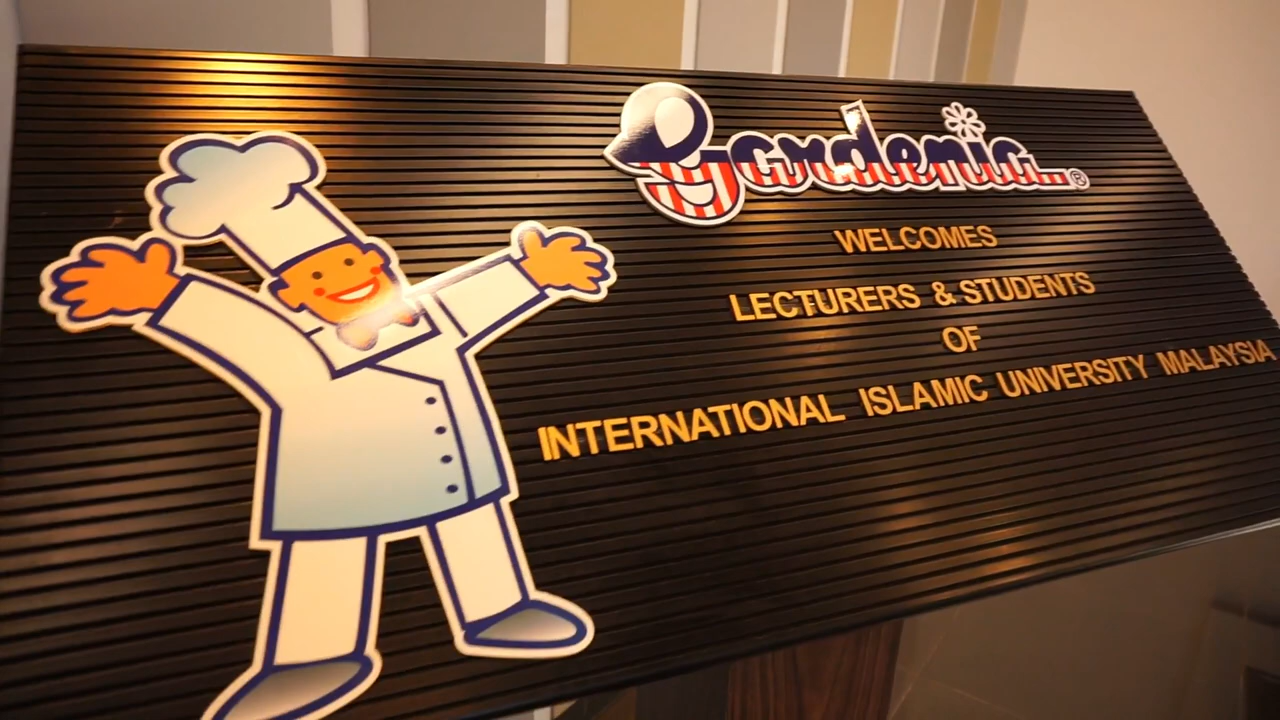 Gardenia®
WELCOMES
LECTURERS & STUDENTS
OF
INTERNATIONAL ISLAMIC UNIVERSITY MALAYSIA